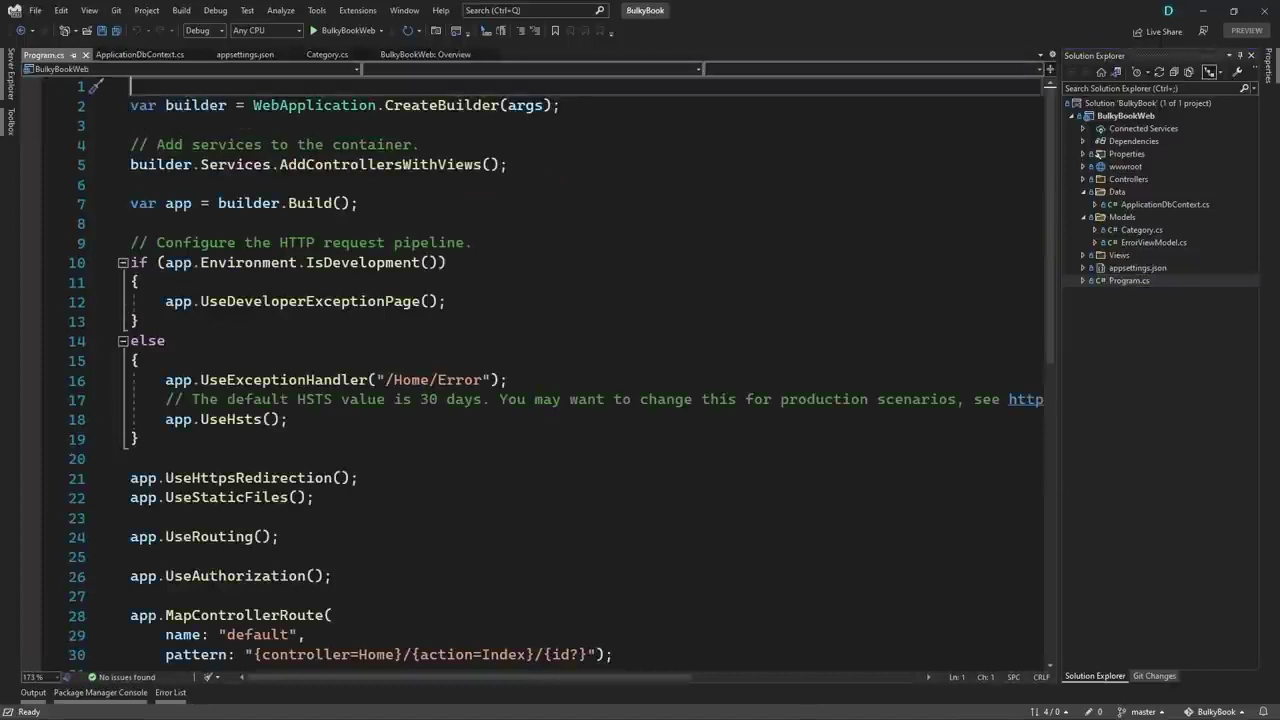 File Edit View Git Project Build Debug Test Analyze Tools Extensions Window Help Search (Ctrl+Q) BulkyBook D
Debug Any CPU BulkyBookWeb Live Share PREVIEW
Program.cs ApplicationDbContext.cs appsettings.json Category.cs BulkyBookWeb: Overview
BulkyBookWeb
Server Explorer
Toolbox
1
2 var builder = WebApplication.CreateBuilder(args);
3
4 // Add services to the container.
5 builder.Services.AddControllersWithViews();
6
7 var app = builder.Build();
8
9 // Configure the HTTP request pipeline.
10 if (app.Environment.IsDevelopment())
11 {
12 app.UseDeveloperExceptionPage();
13 }
14 else
15 {
16 app.UseExceptionHandler("/Home/Error");
17 // The default HSTS value is 30 days. You may want to change this for production scenarios, see http
18 app.UseHsts();
19 }
20
21 app.UseHttpsRedirection();
22 app.UseStaticFiles();
23
24 app.UseRouting();
25
26 app.UseAuthorization();
27
28 app.MapControllerRoute(
29 name: "default",
30 pattern: "{controller=Home}/{action=Index}/{id?}");
173 % No issues found Ln: 1 Ch: 1 SPC CRLF
Output Package Manager Console Error List
Solution Explorer
Search Solution Explorer (Ctrl+;)
Solution 'BulkyBook' (1 of 1 project)
BulkyBookWeb
Connected Services
Dependencies
Properties
wwwroot
Controllers
Data
C# ApplicationDbContext.cs
Models
C# Category.cs
C# ErrorViewModel.cs
Views
appsettings.json
C# Program.cs
Solution Explorer Git Changes
Properties
Ready 4 / 0 0 master BulkyBook